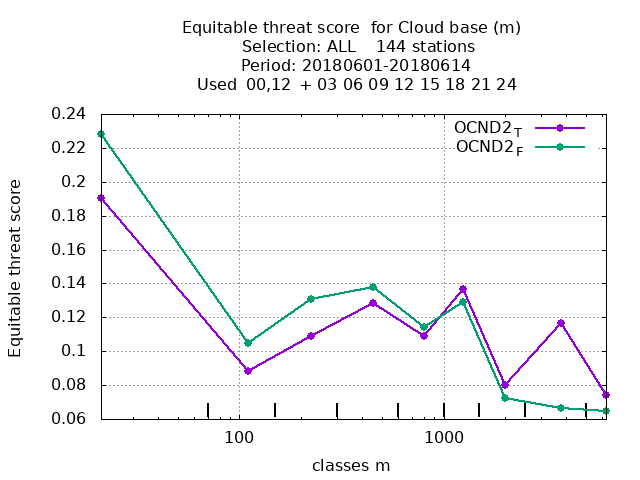 Equitable threat score  for Cloud base (m)
Selection: ALL    144 stations
Period: 20180601-20180614
Used  00,12  + 03 06 09 12 15 18 21 24
0.24
0.22
0.2
0.18
0.16
0.14
0.12
0.1
0.08
0.06
Equitable threat score
OCND2_T
OCND2_F
100
1000
classes m